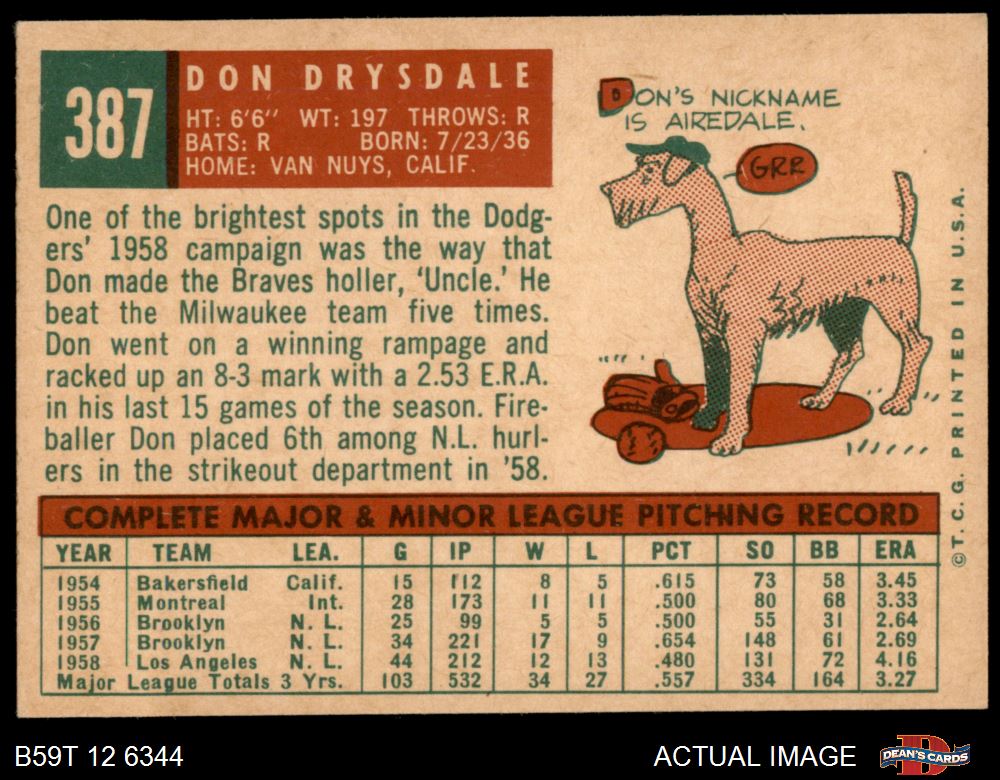 387
DON DRYSDALE
HT: 6'6" WT: 197 THROWS: R
BATS: R BORN: 7/23/36
HOME: VAN NUYS, CALIF.
DON'S NICKNAME
IS AIREDALE.
GRR
One of the brightest spots in the Dodg-
ers' 1958 campaign was the way that
Don made the Braves holler, 'Uncle.' He
beat the Milwaukee team five times.
Don went on a winning rampage and
racked up an 8-3 mark with a 2.53 E.R.A.
in his last 15 games of the season. Fire-
baller Don placed 6th among N.L. hurl-
ers in the strikeout department in '58.
COMPLETE MAJOR & MINOR LEAGUE PITCHING RECORD
YEAR TEAM LEA. G IP W L PCT SO BB ERA
1954 Bakersfield Calif. 15 112 8 5 .615 73 58 3.45
1955 Montreal Int. 28 173 11 11 .500 80 68 3.33
1956 Brooklyn N. L. 25 99 5 5 .500 55 31 2.64
1957 Brooklyn N. L. 34 221 17 9 .654 148 61 2.69
1958 Los Angeles N. L. 44 212 12 13 .480 131 72 4.16
Major League Totals 3 Yrs. 103 532 34 27 .557 334 164 3.27
©T.C.G. PRINTED IN U.S.A.
B59T 12 6344
ACTUAL IMAGE
D
DEAN'S CARDS